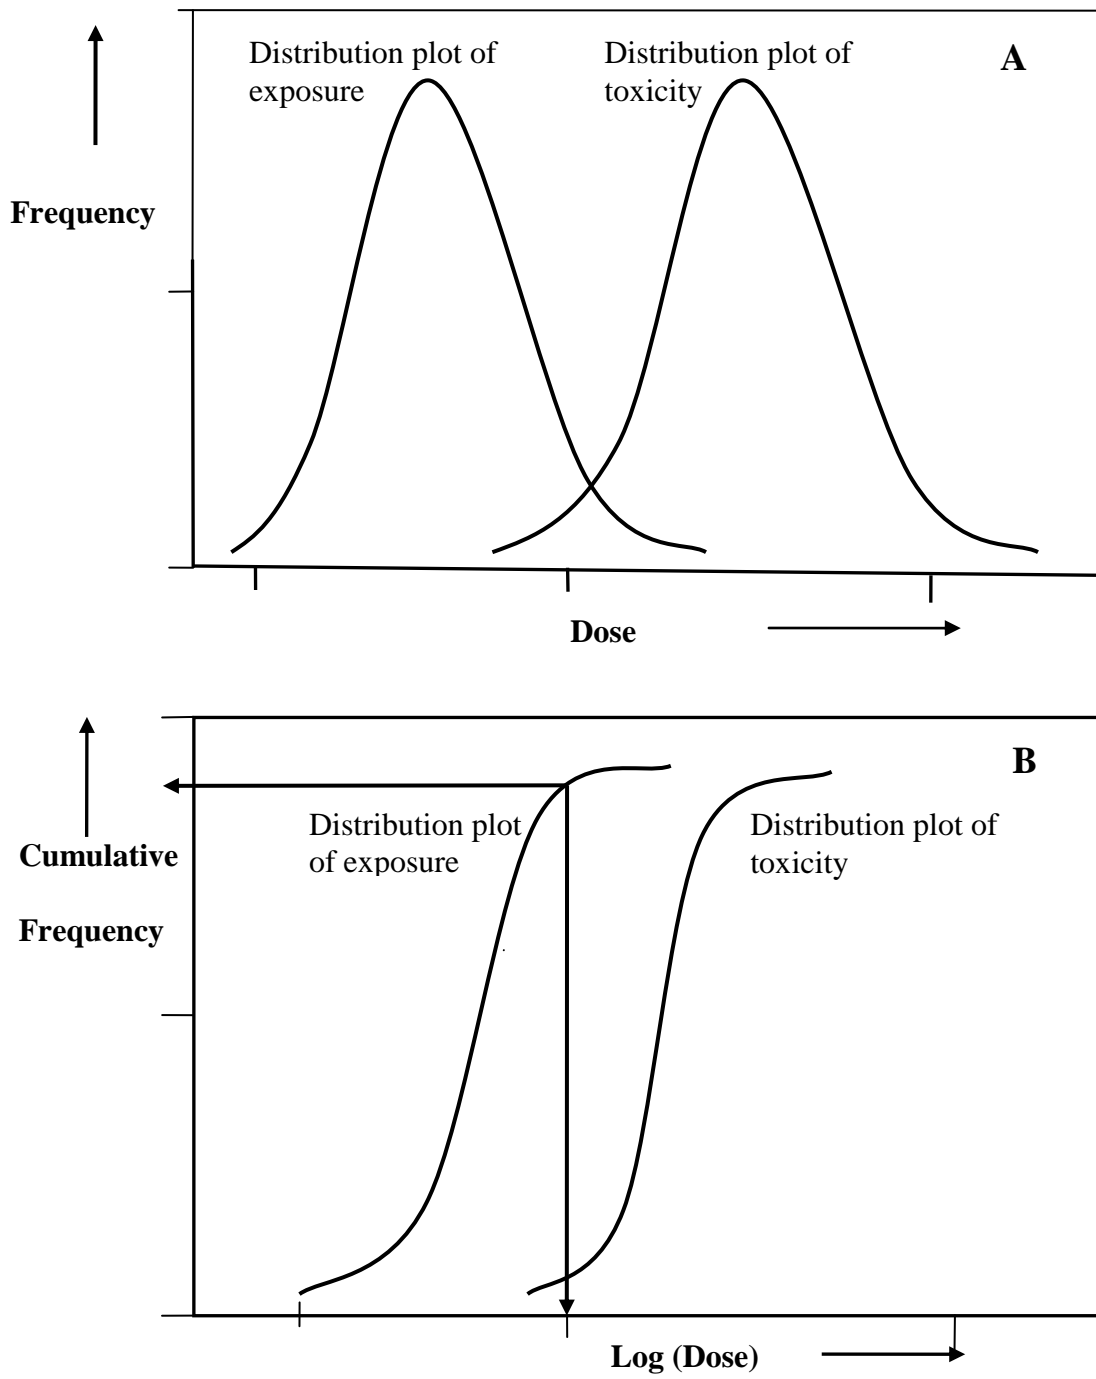 Distribution plot of
exposure
Distribution plot of
toxicity
A
Frequency
Dose
B
Distribution plot
of exposure
Distribution plot of
toxicity
Cumulative
Frequency
Log (Dose)